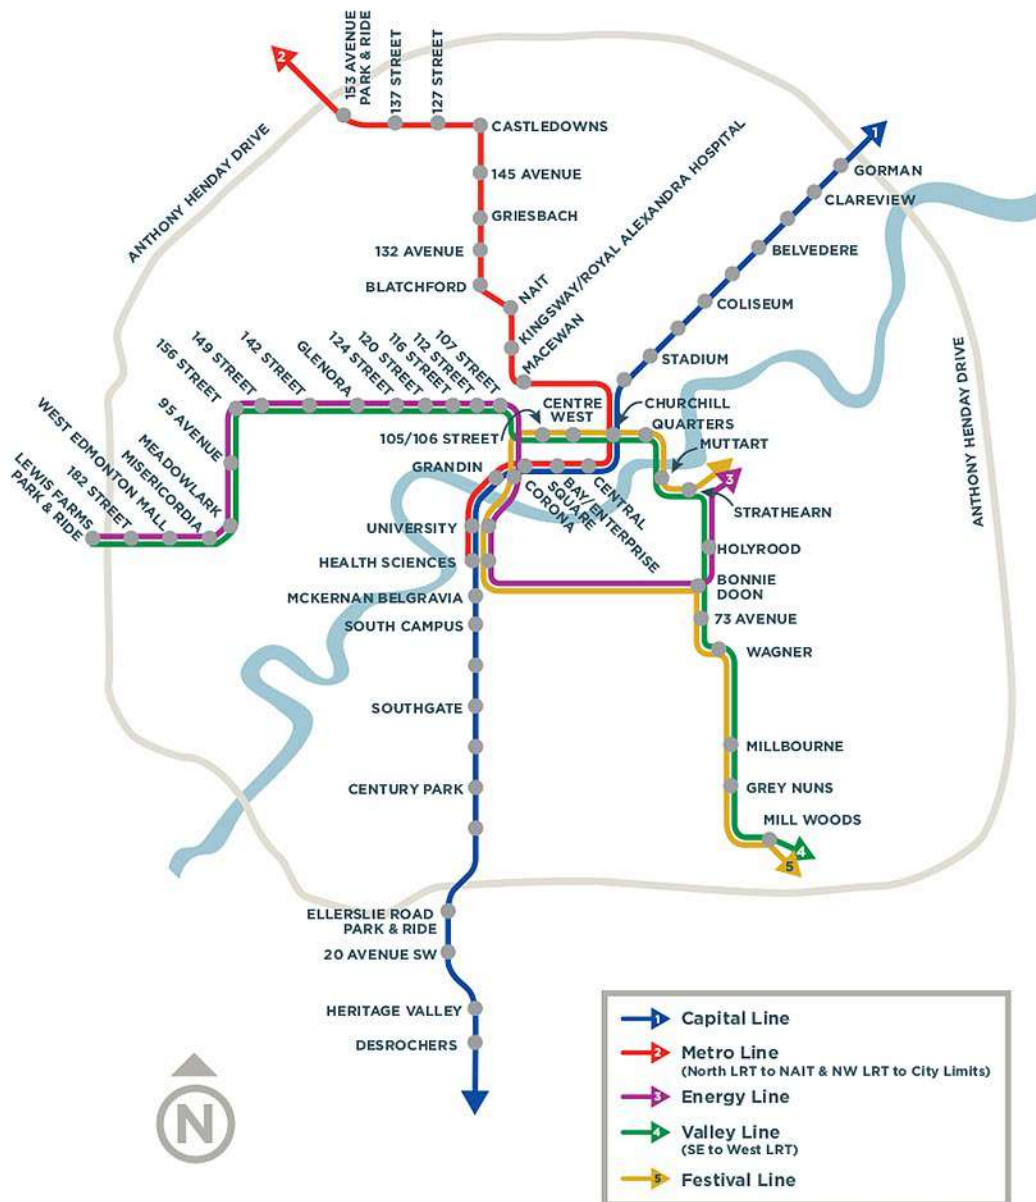 2
153 AVENUE
PARK & RIDE
137 STREET
127 STREET
CASTLEDOWNS
145 AVENUE
GRIESBACH
132 AVENUE
BLATCHFORD
NAIT
KINGSWAY/ROYAL ALEXANDRA HOSPITAL
MACEWAN
ANTHONY HENDAY DRIVE
1
GORMAN
CLAREVIEW
BELVEDERE
COLISEUM
STADIUM
CHURCHILL
QUARTERS
MUTTART
3
STRATHEARN
ANTHONY HENDAY DRIVE
107 STREET
112 STREET
116 STREET
120 STREET
124 STREET
GLENORA
142 STREET
149 STREET
156 STREET
95 AVENUE
MEADOWLARK
MISERICORDIA
WEST EDMONTON MALL
182 STREET
LEWIS FARMS
PARK & RIDE
CENTRE
WEST
105/106 STREET
GRANDIN
CORONA
BAY/ENTERPRISE
SQUARE
CENTRAL
UNIVERSITY
HEALTH SCIENCES
HOLYROOD
BONNIE
DOON
MCKERNAN BELGRAVIA
73 AVENUE
SOUTH CAMPUS
WAGNER
SOUTHGATE
MILLBOURNE
CENTURY PARK
GREY NUNS
MILL WOODS
4
5
ELLERSLIE ROAD
PARK & RIDE
20 AVENUE SW
HERITAGE VALLEY
DESROCHERS
N
1 Capital Line
2 Metro Line
(North LRT to NAIT & NW LRT to City Limits)
3 Energy Line
4 Valley Line
(SE to West LRT)
5 Festival Line